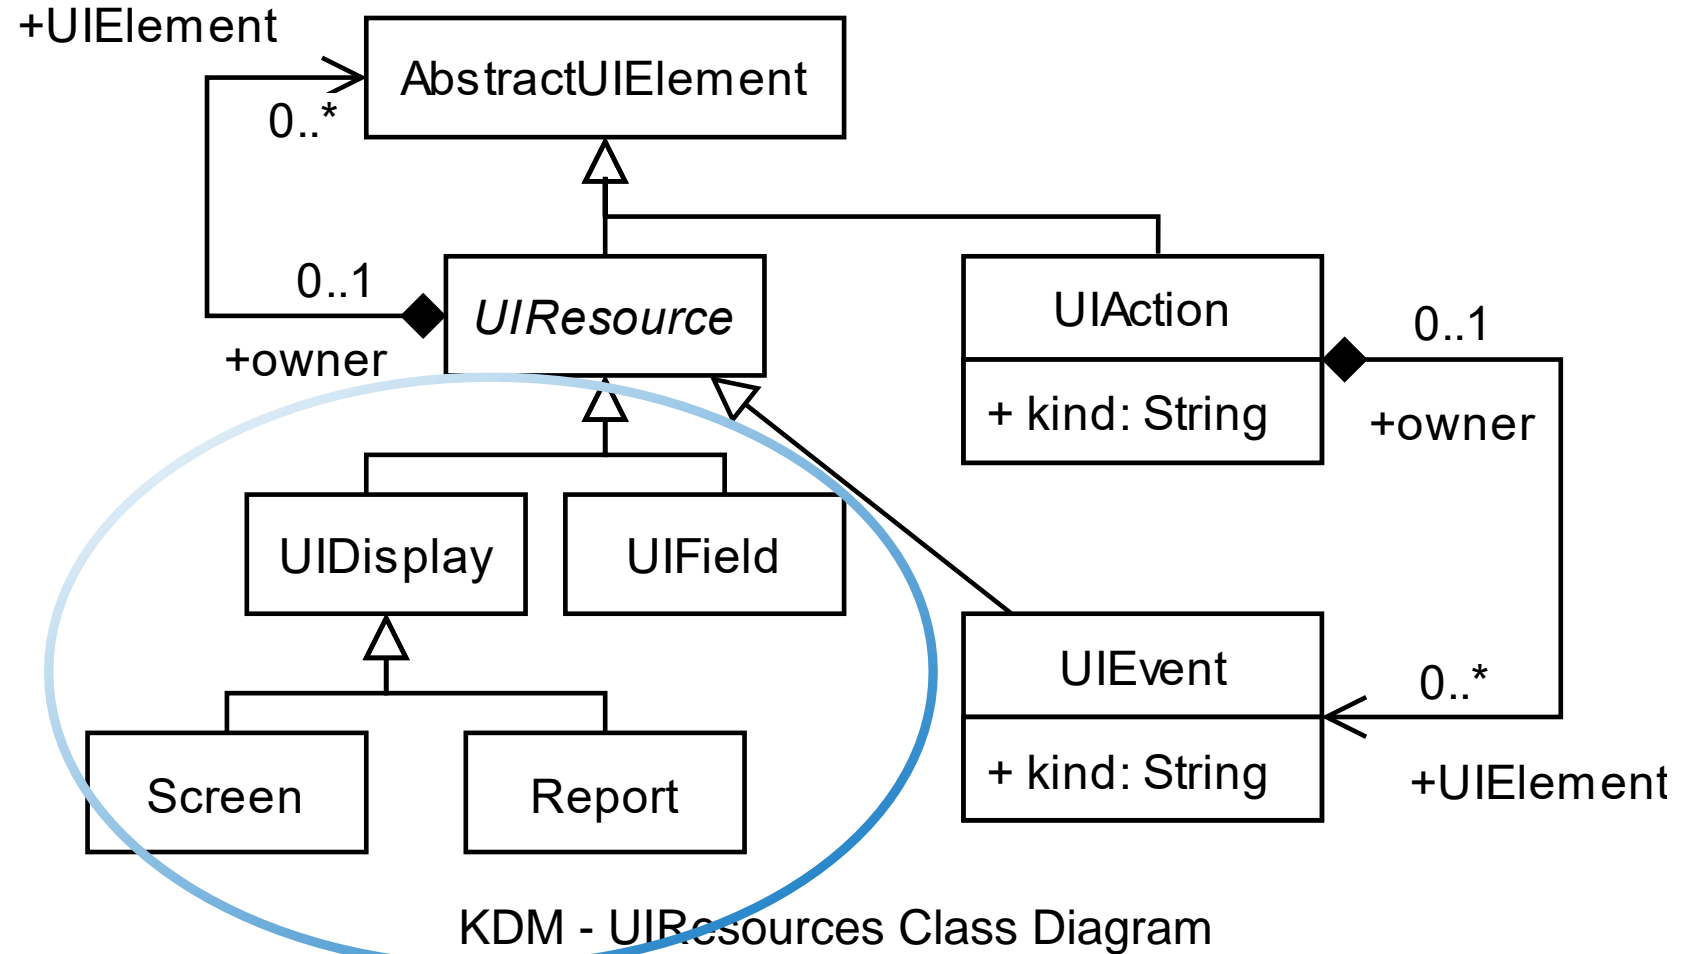 +UIElement
AbstractUIElement
0..*
0..1
UIResource
+owner
UIAction
+ kind: String
0..1
+owner
UIDisplay
UIField
UIEvent
+ kind: String
0..*
+UIElement
Screen
Report
KDM - UIResources Class Diagram